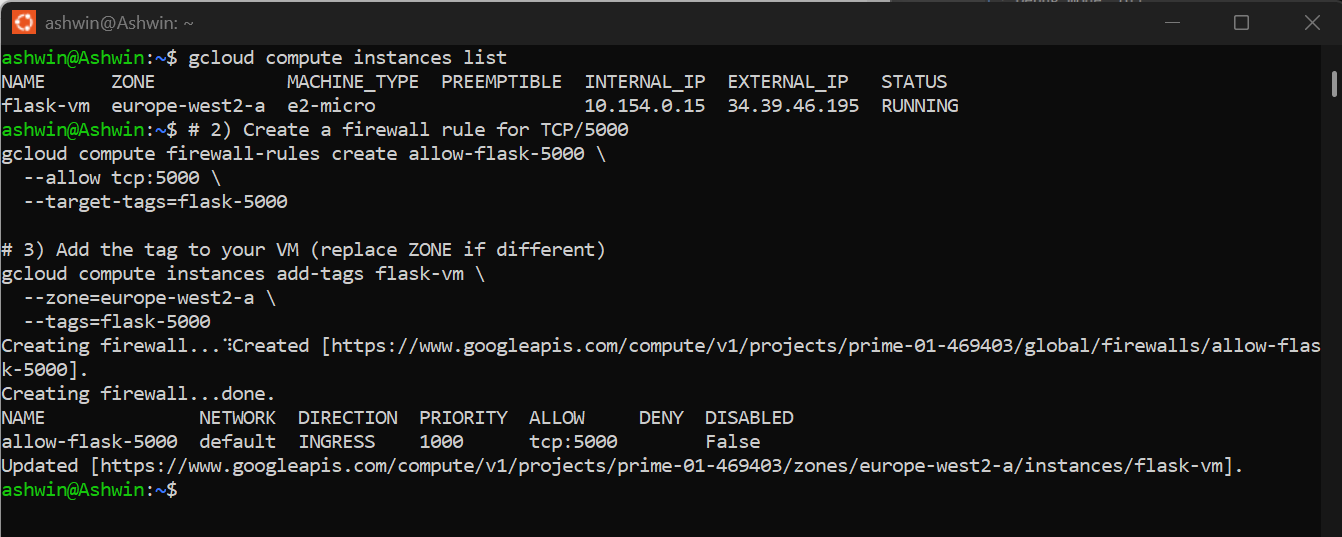 ashwin@Ashwin: ~
ashwin@Ashwin:~$ gcloud compute instances list
NAME      ZONE            MACHINE_TYPE  PREEMPTIBLE  INTERNAL_IP  EXTERNAL_IP   STATUS
flask-vm  europe-west2-a  e2-micro                   10.154.0.15  34.39.46.195  RUNNING
ashwin@Ashwin:~$ # 2) Create a firewall rule for TCP/5000
gcloud compute firewall-rules create allow-flask-5000 \
  --allow tcp:5000 \
  --target-tags=flask-5000
# 3) Add the tag to your VM (replace ZONE if different)
gcloud compute instances add-tags flask-vm \
  --zone=europe-west2-a \
  --tags=flask-5000
Creating firewall...⠹Created [https://www.googleapis.com/compute/v1/projects/prime-01-469403/global/firewalls/allow-flas
k-5000].
Creating firewall...done.
NAME              NETWORK  DIRECTION  PRIORITY  ALLOW     DENY  DISABLED
allow-flask-5000  default  INGRESS    1000      tcp:5000        False
Updated [https://www.googleapis.com/compute/v1/projects/prime-01-469403/zones/europe-west2-a/instances/flask-vm].
ashwin@Ashwin:~$